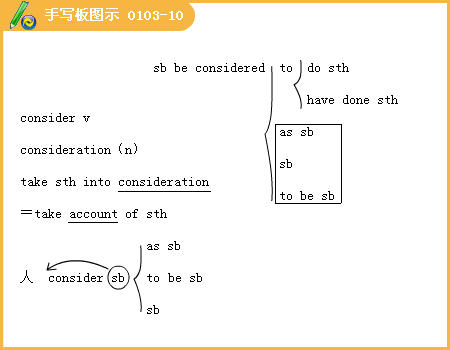 手写板图示 0103-10
sb be considered to do sth
have done sth
consider v
as sb
consideration (n)
sb
take sth into consideration
to be sb
=take account of sth
as sb
人 consider sb to be sb
sb